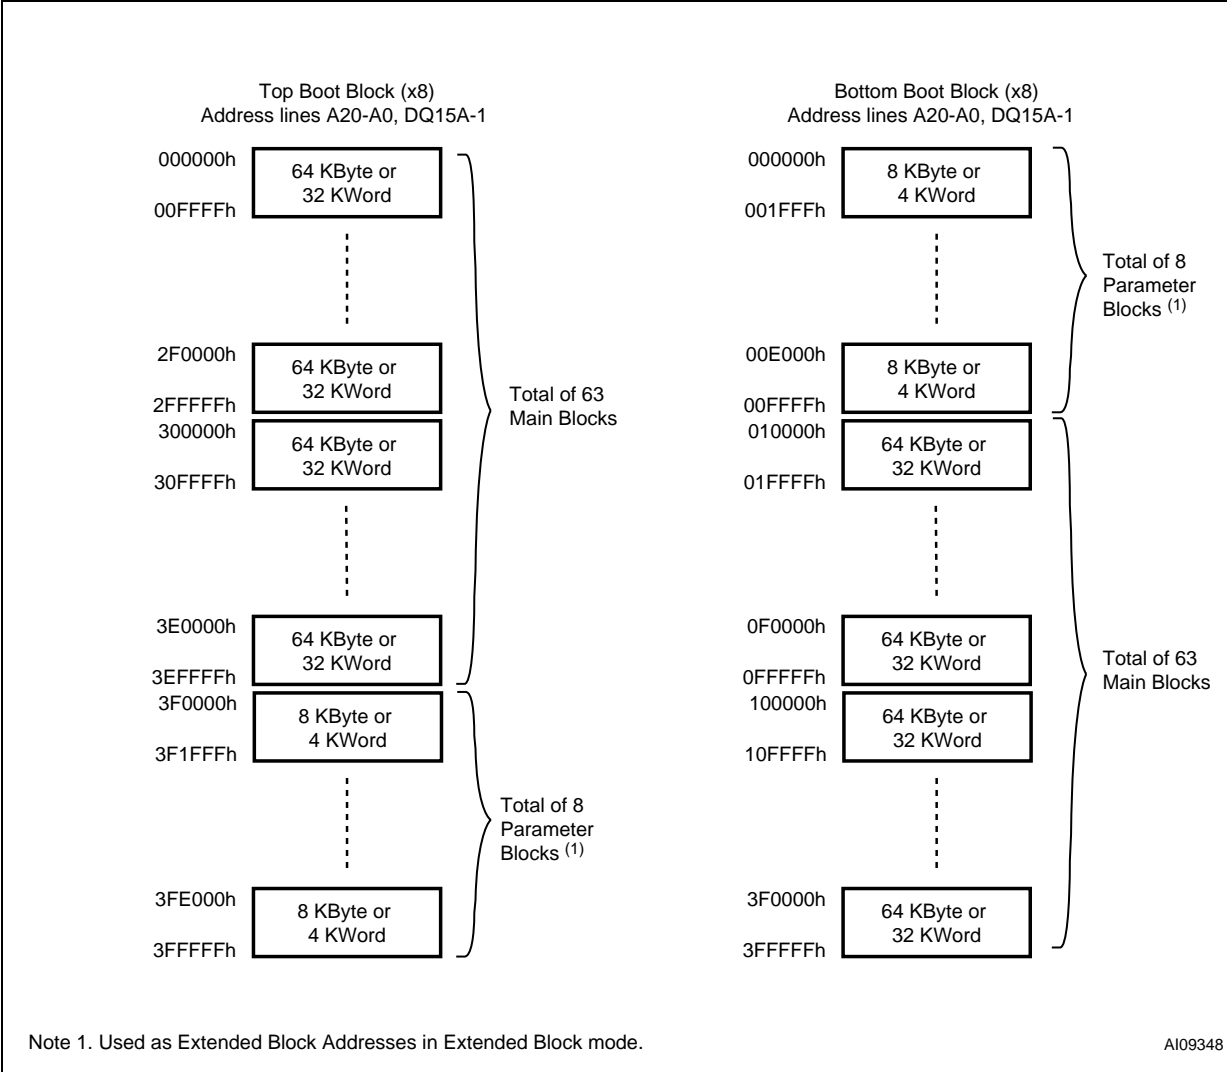 Top Boot Block (x8)
Address lines A20-A0, DQ15A-1
000000h
64 KByte or
32 KWord
00FFFFh
2F0000h
64 KByte or
32 KWord
2FFFFFh
300000h
64 KByte or
32 KWord
30FFFFh
Total of 63
Main Blocks
3E0000h
64 KByte or
32 KWord
3EFFFFh
3F0000h
8 KByte or
4 KWord
3F1FFFh
Total of 8
Parameter
Blocks (1)
3FE000h
8 KByte or
4 KWord
3FFFFFh
Bottom Boot Block (x8)
Address lines A20-A0, DQ15A-1
000000h
8 KByte or
4 KWord
001FFFh
Total of 8
Parameter
Blocks (1)
00E000h
8 KByte or
4 KWord
00FFFFh
010000h
64 KByte or
32 KWord
01FFFFh
0F0000h
64 KByte or
32 KWord
0FFFFFh
Total of 63
Main Blocks
100000h
64 KByte or
32 KWord
10FFFFh
3F0000h
64 KByte or
32 KWord
3FFFFFh
Note 1. Used as Extended Block Addresses in Extended Block mode.
AI09348